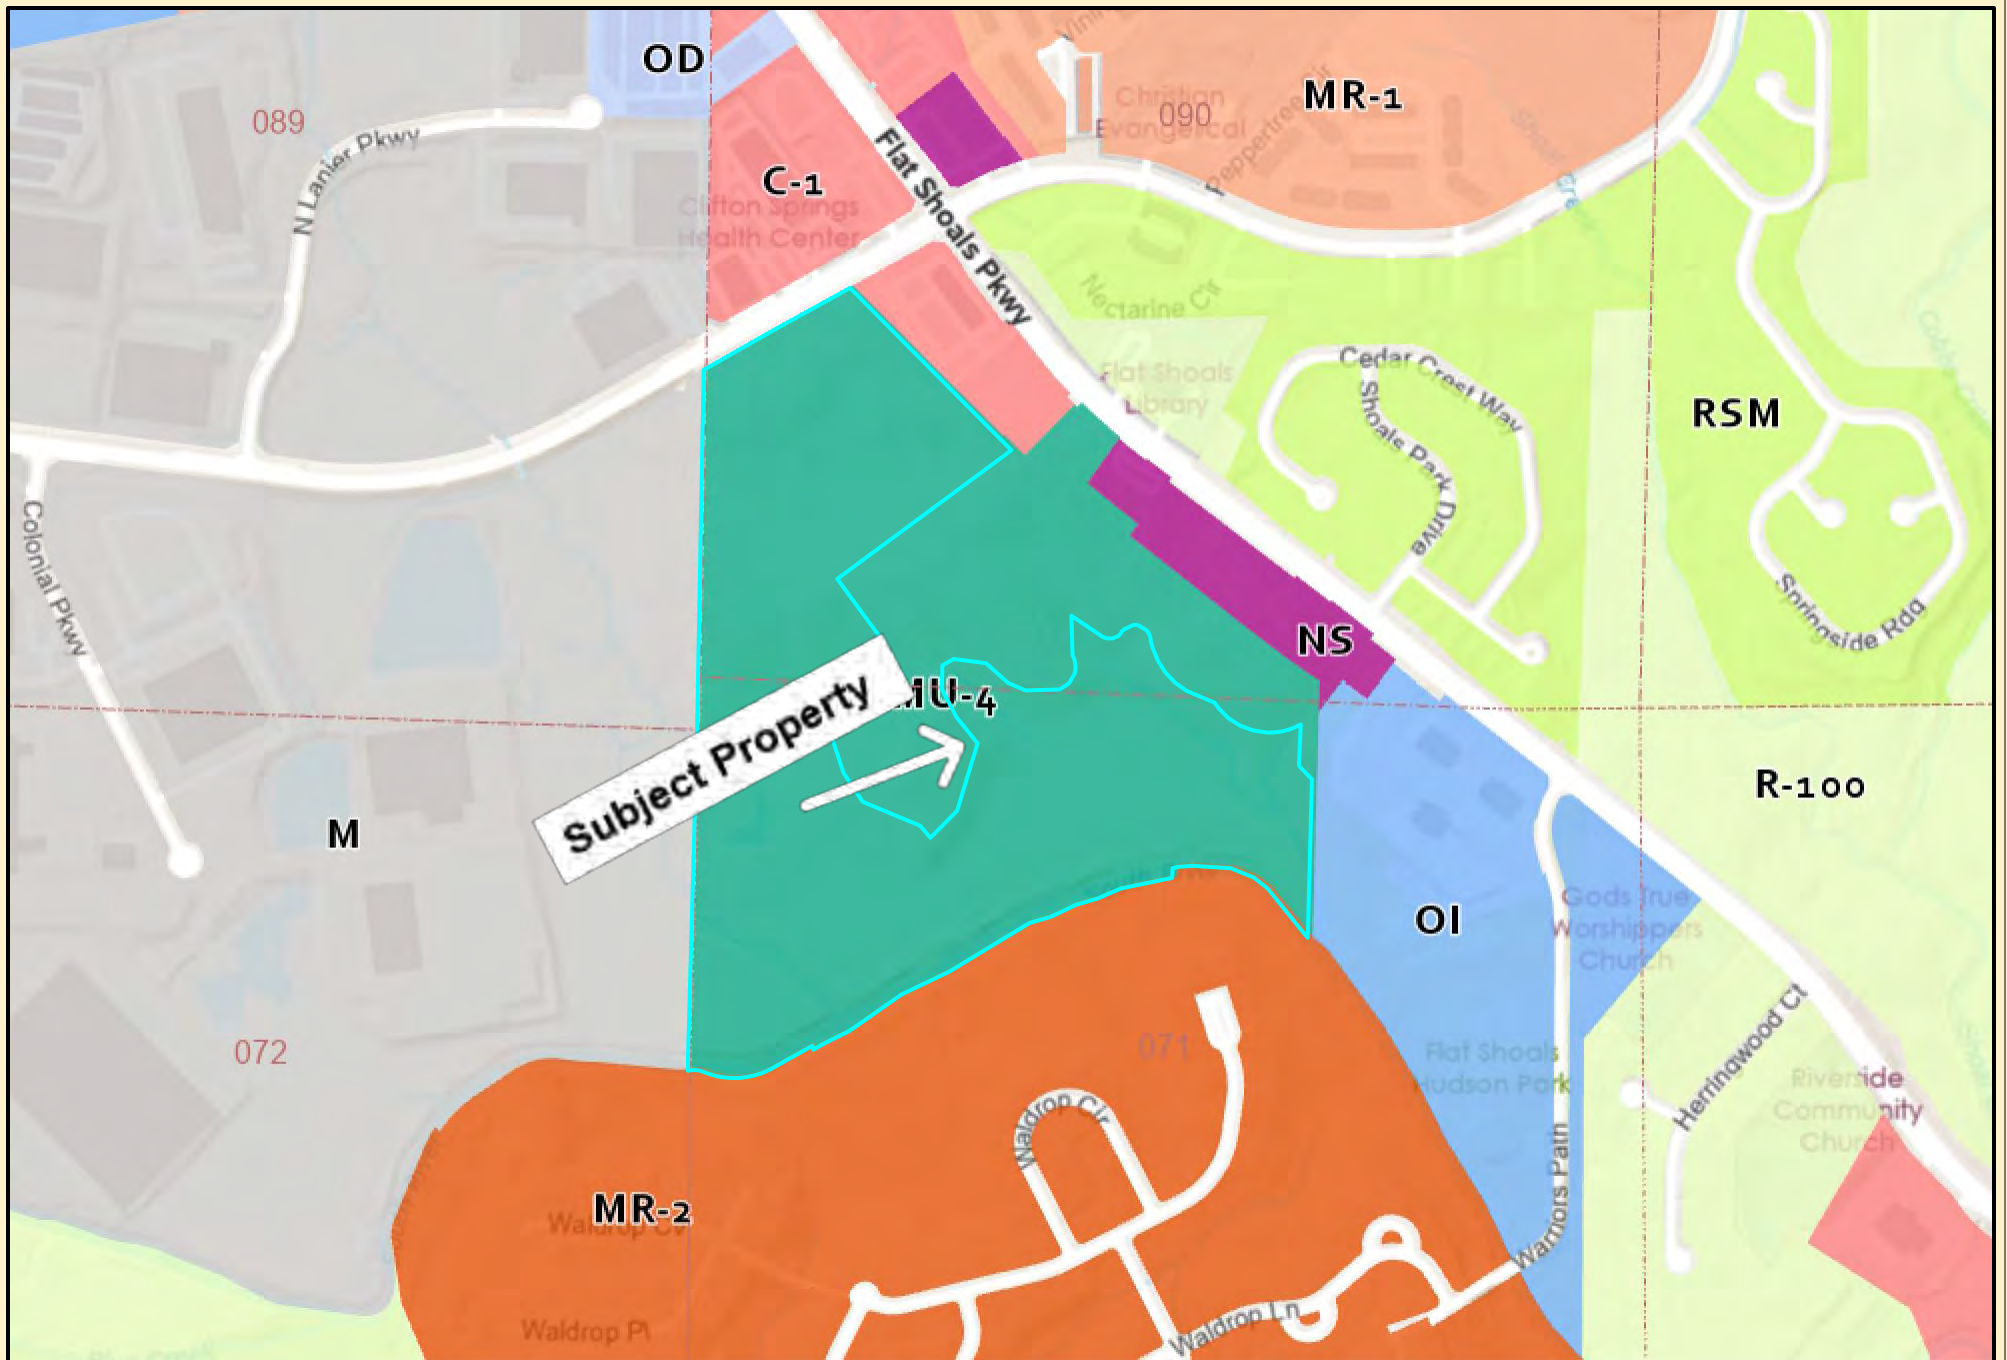 OD
089
N Lanier Pkwy
C-1
Clifton Springs
Health Center
Flat Shoals Pkwy
Christian
Evangelical
090
MR-1
Peppertree Cir
Nectarine Cir
Flat Shoals
Library
Cedar Crest Way
Shoals Park Drive
RSM
Springside Rdg
Colonial Pkwy
NS
MU-4
Subject Property
M
R-100
OI
Gods True
Worshippers
Church
072
071
Flat Shoals
Hudson Park
Herringwood Ct
Riverside
Community
Church
Waldrop Cir
Warriors Path
MR-2
Waldrop Cv
Waldrop Pl
Waldrop Ln